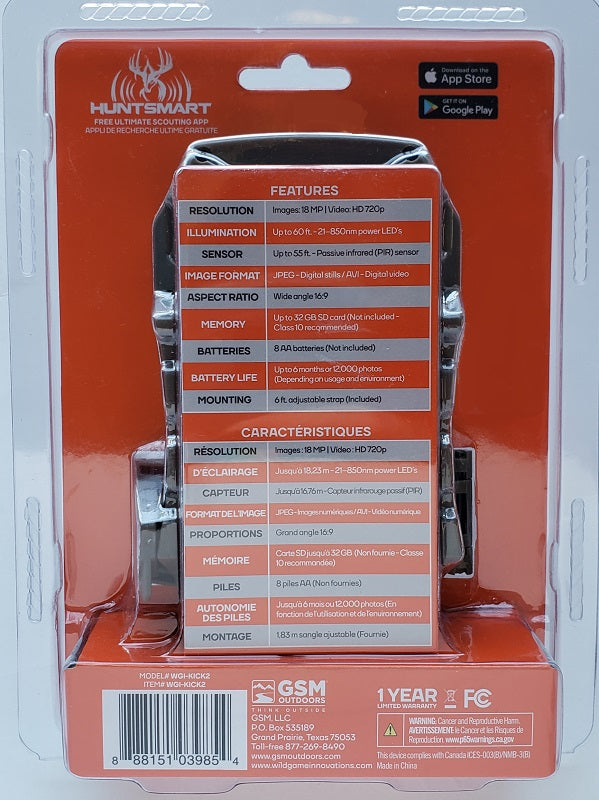 HUNTSMART
FREE ULTIMATE SCOUTING APP
APPLI DE RECHERCHE ULTIME GRATUITE
Download on the
App Store
GET IT ON
Google Play
FEATURES
RESOLUTION Images: 18 MP | Video: HD 720p
ILLUMINATION Up to 60 ft. - 21-850nm power LED's
SENSOR Up to 55 ft. - Passive infrared (PIR) sensor
IMAGE FORMAT JPEG - Digital stills / AVI - Digital video
ASPECT RATIO Wide angle 16:9
MEMORY Up to 32 GB SD card (Not included -
Class 10 recommended)
BATTERIES 8 AA batteries (Not included)
BATTERY LIFE Up to 6 months or 12,000 photos
(Depending on usage and environment)
MOUNTING 6 ft. adjustable strap (Included)
CARACTÉRISTIQUES
RÉSOLUTION Images : 18 MP | Video : HD 720p
D'ÉCLAIRAGE Jusqu'à 18,23 m - 21-850nm power LED's
CAPTEUR Jusqu'à 16,76 m - Capteur infrarouge passif (PIR)
FORMAT DE L'IMAGE JPEG - Images numériques / AVI - Vidéo numérique
PROPORTIONS Grand angle 16:9
MÉMOIRE Carte SD jusqu'à 32 GB (Non fournie - Classe
10 recommandée)
PILES 8 piles AA (Non fournies)
AUTONOMIE
DES PILES
Jusqu'à 6 mois ou 12,000 photos (En
fonction de l'utilisation et de l'environnement)
MONTAGE 1.83 m sangle ajustable (Fournie)
MODEL# WGI-KICK2
ITEM# WGI-KICK2
8 88151 03985 4
GSM
OUTDOORS
THINK OUTSIDE
GSM, LLC
P.O. Box 535189
Grand Prairie, Texas 75053
Toll-free 877-269-8490
www.gsmoutdoors.com
www.wildgameinnovations.com
1 YEAR
LIMITED WARRANTY
FC
WARNING: Cancer and Reproductive Harm.
AVERTISSEMENT: le Cancer et les Risques de
Reproduction. www.p65warnings.ca.gov
This device complies with Canada ICES-003(B)/NMB-3(B)
Made in China